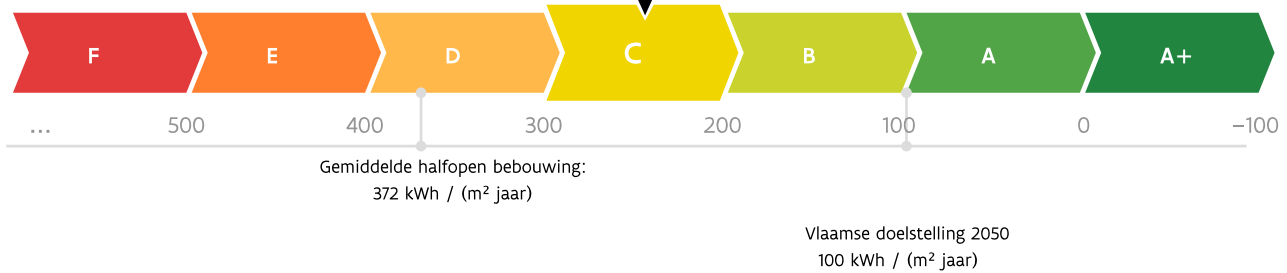 F E D C B A A+
... 500 400 300 200 100 0 –100
Gemiddelde halfopen bebouwing:
372 kWh / (m² jaar)
Vlaamse doelstelling 2050
100 kWh / (m² jaar)